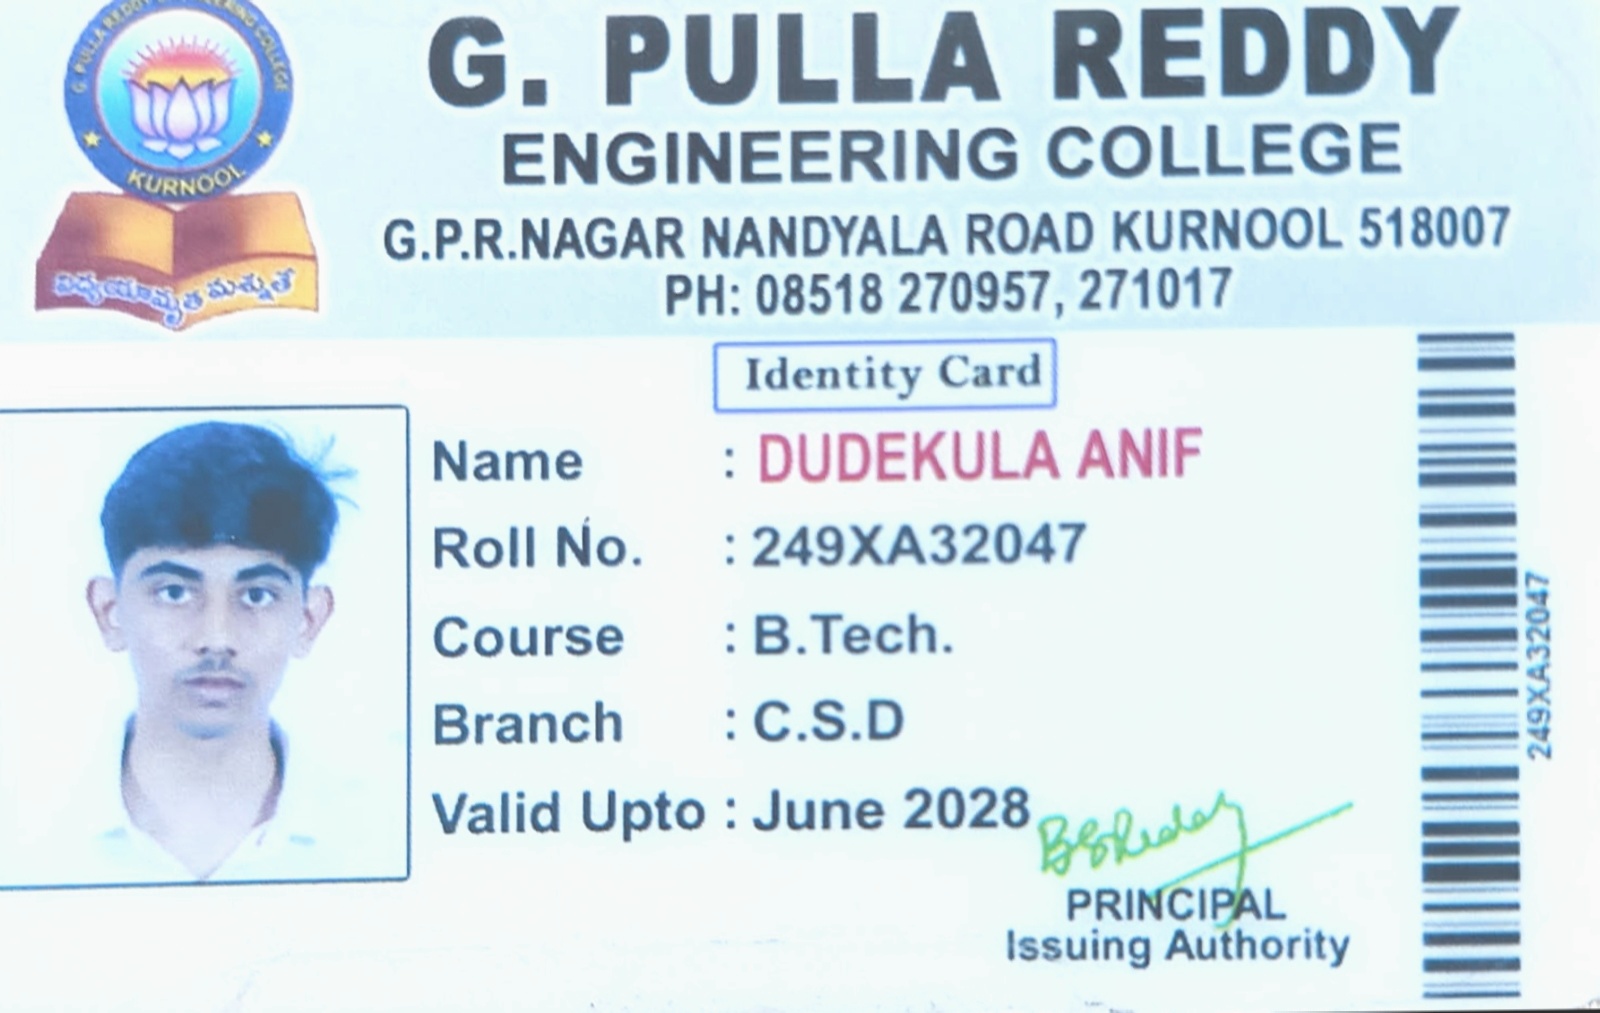 G. PULLA REDDY ENGINEERING COLLEGE
KURNOOL
విద్యయామృత మశ్నుతే
G. PULLA REDDY
ENGINEERING COLLEGE
G.P.R.NAGAR NANDYALA ROAD KURNOOL 518007
PH: 08518 270957, 271017
Identity Card
Name : DUDEKULA ANIF
Roll No. : 249XA32047
Course : B.Tech.
Branch : C.S.D
Valid Upto : June 2028
249XA32047
PRINCIPAL
Issuing Authority